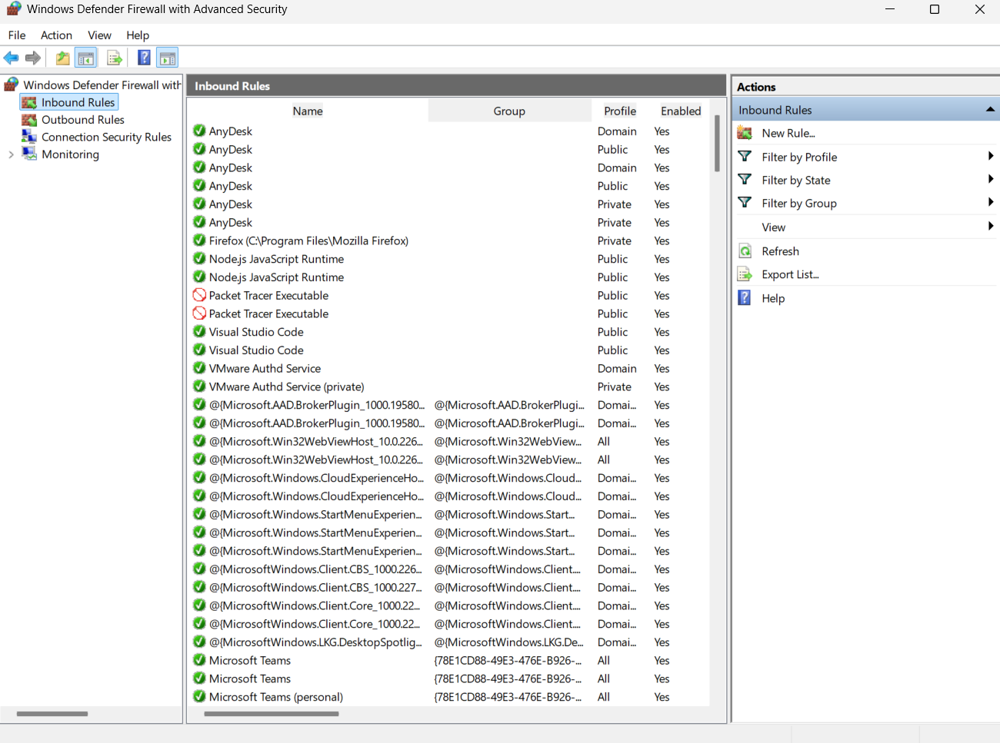 Windows Defender Firewall with Advanced Security
File Action View Help
Windows Defender Firewall with
Inbound Rules
Outbound Rules
Connection Security Rules
Monitoring
Inbound Rules
Name Group Profile Enabled
AnyDesk Domain Yes
AnyDesk Public Yes
AnyDesk Domain Yes
AnyDesk Public Yes
AnyDesk Private Yes
AnyDesk Private Yes
Firefox (C:\Program Files\Mozilla Firefox) Private Yes
Node.js JavaScript Runtime Public Yes
Node.js JavaScript Runtime Public Yes
Packet Tracer Executable Public Yes
Packet Tracer Executable Public Yes
Visual Studio Code Public Yes
Visual Studio Code Public Yes
VMware Authd Service Domain Yes
VMware Authd Service (private) Private Yes
@{Microsoft.AAD.BrokerPlugin_1000.19580... @{Microsoft.AAD.BrokerPlugi... Domai... Yes
@{Microsoft.AAD.BrokerPlugin_1000.19580... @{Microsoft.AAD.BrokerPlugi... Domai... Yes
@{Microsoft.Win32WebViewHost_10.0.226... @{Microsoft.Win32WebView... All Yes
@{Microsoft.Win32WebViewHost_10.0.226... @{Microsoft.Win32WebView... All Yes
@{Microsoft.Windows.CloudExperienceHo... @{Microsoft.Windows.Cloud... Domai... Yes
@{Microsoft.Windows.CloudExperienceHo... @{Microsoft.Windows.Cloud... Domai... Yes
@{Microsoft.Windows.StartMenuExperien... @{Microsoft.Windows.Start... Domai... Yes
@{Microsoft.Windows.StartMenuExperien... @{Microsoft.Windows.Start... Domai... Yes
@{Microsoft.Windows.StartMenuExperien... @{Microsoft.Windows.Start... Domai... Yes
@{MicrosoftWindows.Client.CBS_1000.226... @{MicrosoftWindows.Client.... Domai... Yes
@{MicrosoftWindows.Client.CBS_1000.227... @{MicrosoftWindows.Client.... Domai... Yes
@{MicrosoftWindows.Client.Core_1000.22... @{MicrosoftWindows.Client.... Domai... Yes
@{MicrosoftWindows.Client.Core_1000.22... @{MicrosoftWindows.Client.... Domai... Yes
@{MicrosoftWindows.LKG.DesktopSpotlig... @{MicrosoftWindows.LKG.De... Domai... Yes
Microsoft Teams {78E1CD88-49E3-476E-B926-... All Yes
Microsoft Teams {78E1CD88-49E3-476E-B926-... All Yes
Microsoft Teams (personal) {78E1CD88-49E3-476E-B926-... All Yes
Actions
Inbound Rules
New Rule...
Filter by Profile
Filter by State
Filter by Group
View
Refresh
Export List...
Help